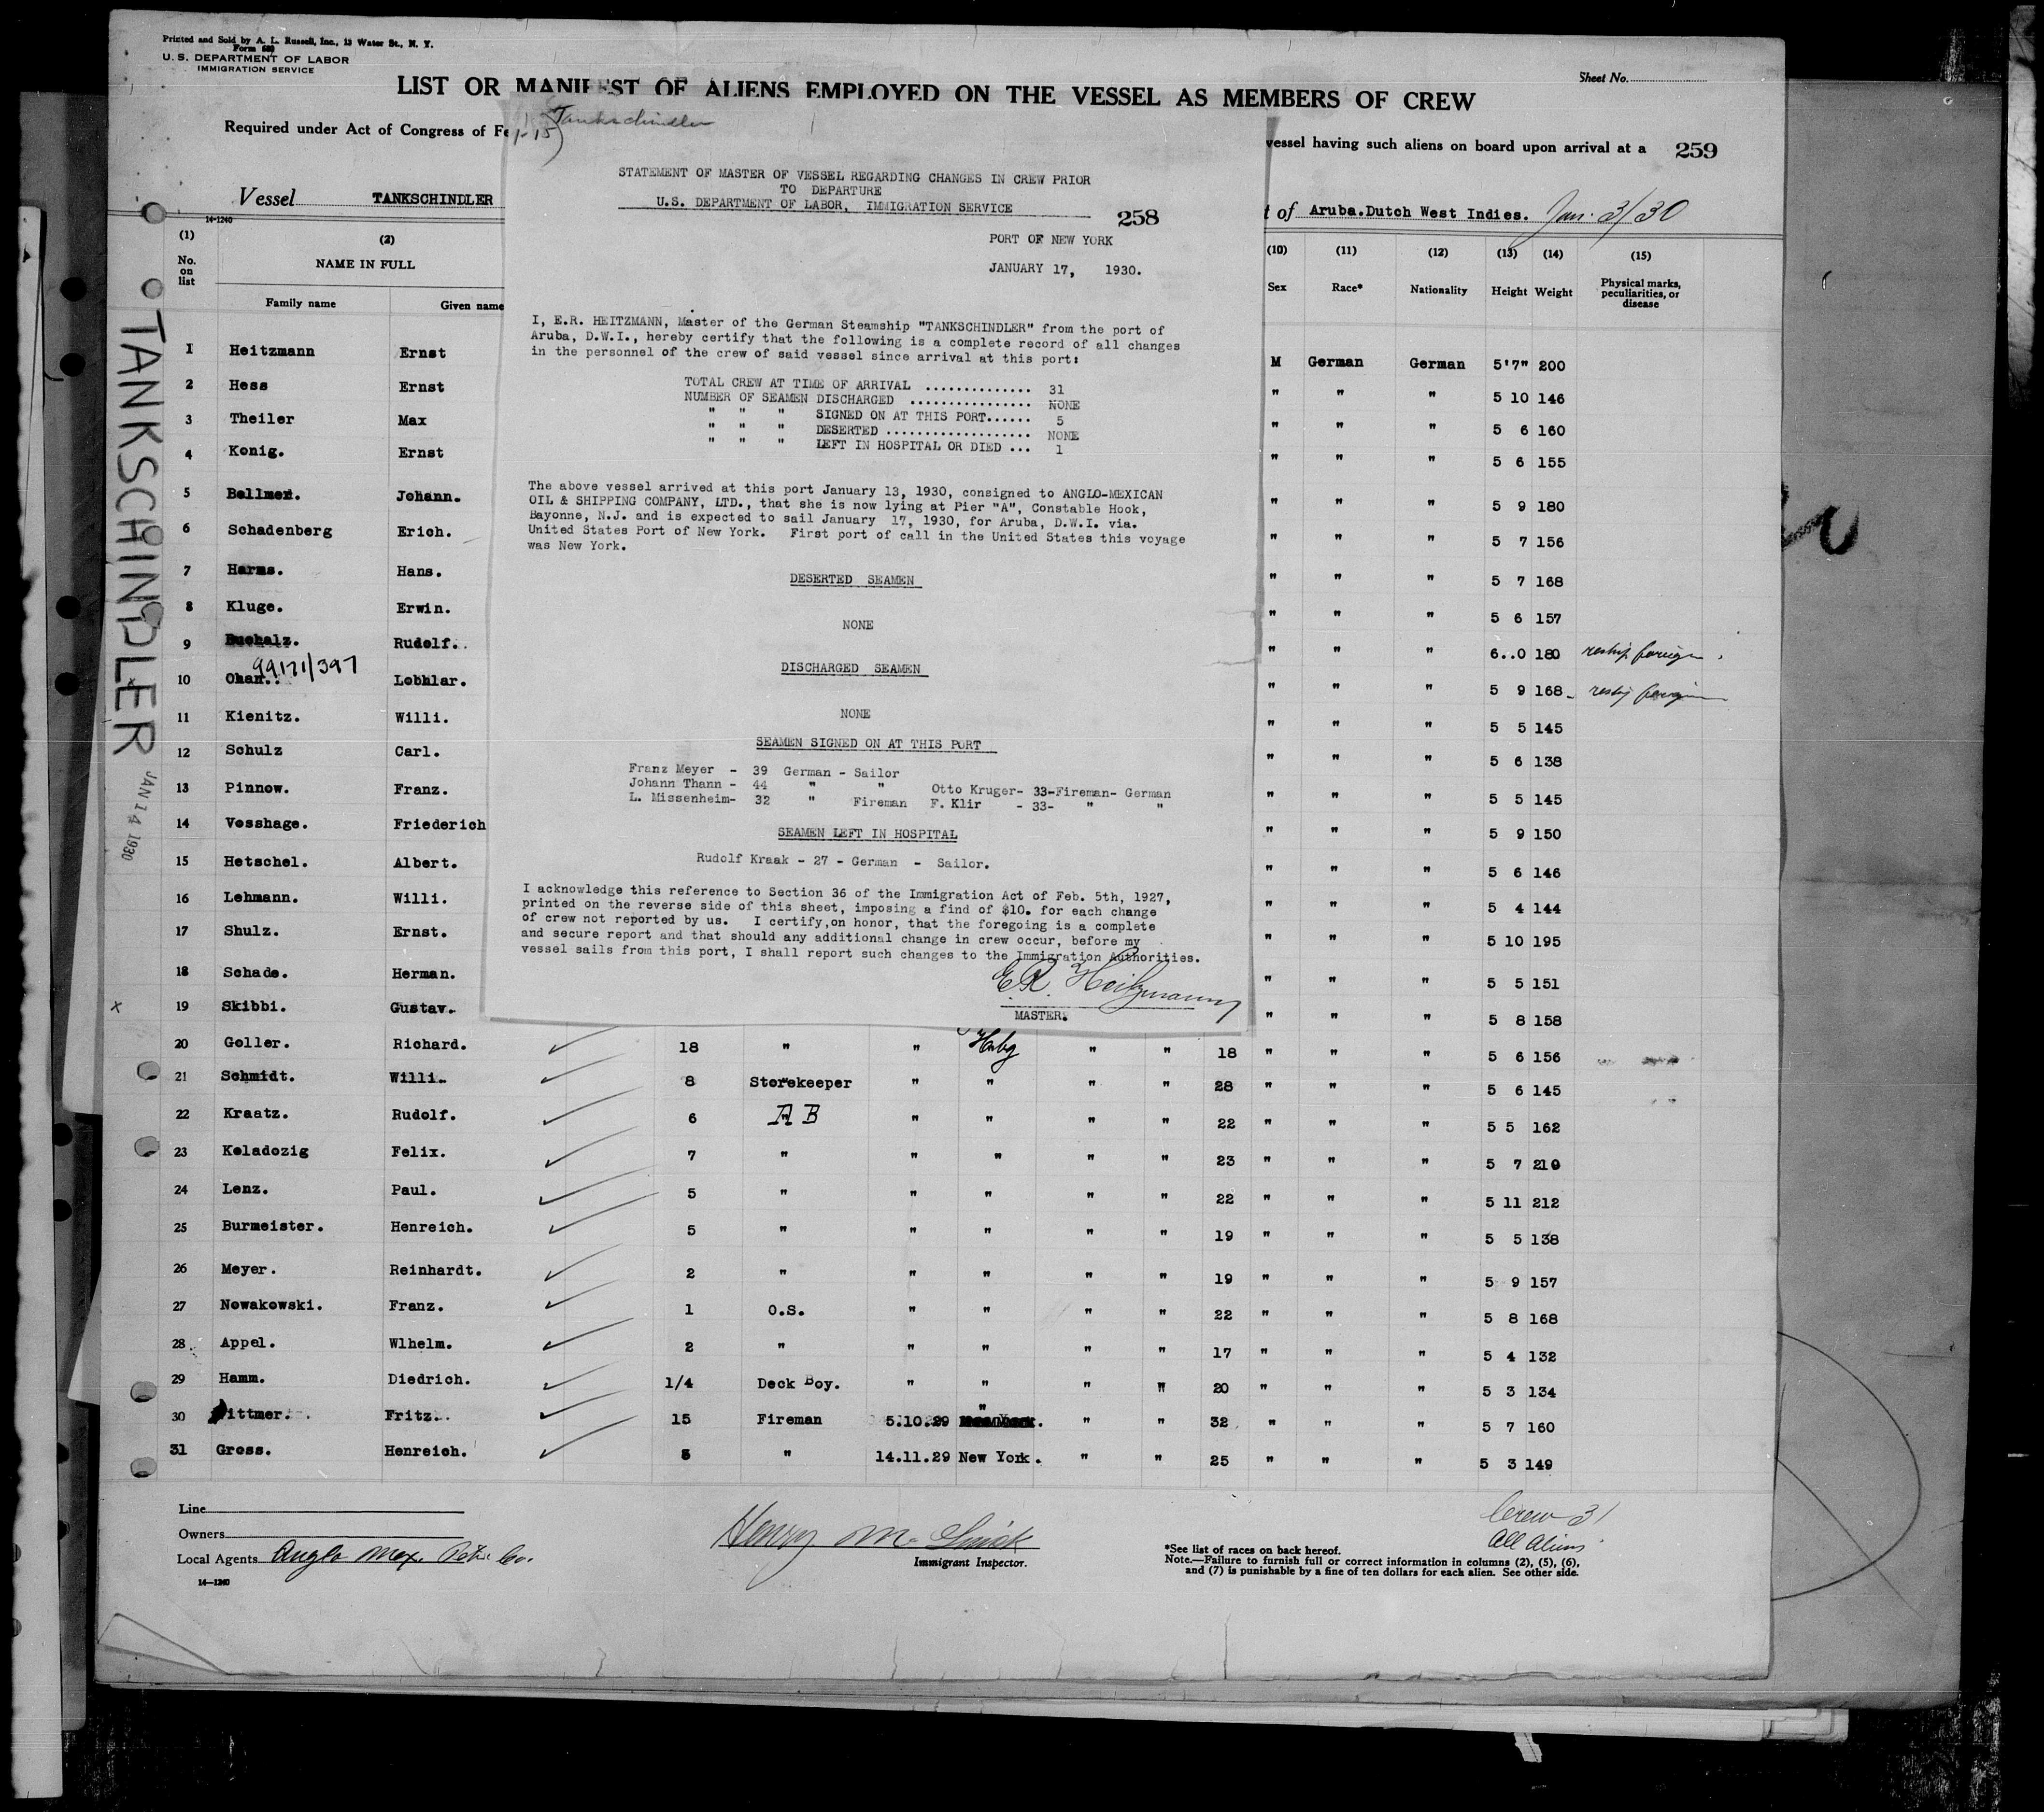 Printed and Sold by A. L. Russell, Inc., 13 Water St., N. Y.
Form 689
U. S. DEPARTMENT OF LABOR
IMMIGRATION SERVICE
Sheet No.
LIST OR MANIFEST OF ALIENS EMPLOYED ON THE VESSEL AS MEMBERS OF CREW
Required under Act of Congress of Fe
vessel having such aliens on board upon arrival at a 259
Vessel TANKSCHINDLER
t of Aruba.Dutch West Indies. Jan. 3/30
14-1240
(1) (2) (10) (11) (12) (13) (14) (15)
No. on list NAME IN FULL Sex Race* Nationality Height Weight Physical marks, peculiarities, or disease
Family name Given name
Tankschindler
1-15)
STATEMENT OF MASTER OF VESSEL REGARDING CHANGES IN CREW PRIOR
TO DEPARTURE
U.S. DEPARTMENT OF LABOR, IMMIGRATION SERVICE
258
PORT OF NEW YORK
JANUARY 17, 1930.
I, E.R. HEITZMANN, Master of the German Steamship "TANKSCHINDLER" from the port of
Aruba, D.W.I., hereby certify that the following is a complete record of all changes
in the personnel of the crew of said vessel since arrival at this port:
TOTAL CREW AT TIME OF ARRIVAL .............. 31
NUMBER OF SEAMEN DISCHARGED ................ NONE
" " " SIGNED ON AT THIS PORT...... 5
" " " DESERTED ................... NONE
" " " LEFT IN HOSPITAL OR DIED ... 1
The above vessel arrived at this port January 13, 1930, consigned to ANGLO-MEXICAN
OIL & SHIPPING COMPANY, LTD., that she is now lying at Pier "A", Constable Hook,
Bayonne, N.J. and is expected to sail January 17, 1930, for Aruba, D.W.I. via.
United States Port of New York. First port of call in the United States this voyage
was New York.
DESERTED SEAMEN
NONE
DISCHARGED SEAMEN
NONE
SEAMEN SIGNED ON AT THIS PORT
Franz Meyer - 39 German - Sailor
Johann Thann - 44 " " Otto Kruger- 33-Fireman- German
L. Missenheim- 32 " Fireman F. Klir - 33- " "
SEAMEN LEFT IN HOSPITAL
Rudolf Kraak - 27 - German - Sailor.
I acknowledge this reference to Section 36 of the Immigration Act of Feb. 5th, 1927,
printed on the reverse side of this sheet, imposing a find of $10. for each change
of crew not reported by us. I certify,on honor, that the foregoing is a complete
and secure report and that should any additional change in crew occur, before my
vessel sails from this port, I shall report such changes to the Immigration Authorities.
E.R. Heitzmann
MASTER.
TANKSCHINDLER
JAN 14 1930
1 Heitzmann Ernst M German German 5'7" 200
2 Hess Ernst " " " 5 10 146
3 Theiler Max " " " 5 6 160
4 Konig. Ernst " " " 5 6 155
5 Bellmen. Johann. " " " 5 9 180
6 Schadenberg Erich. " " " 5 7 156
7 Harms. Hans. " " " 5 7 168
8 Kluge. Erwin. " " " 5 6 157
9 Rudolf. " " " 6..0 180 reship foreign
99171/397
10 Ohan.. Lobhlar. " " " 5 9 168 reship foreign
11 Kienitz. Willi. " " " 5 5 145
12 Schulz Carl. " " " 5 6 138
13 Pinnow. Franz. " " " 5 5 145
14 Vosshage. Friederich " " " 5 9 150
15 Hetschel. Albert. " " " 5 6 146
16 Lehmann. Willi. " " " 5 4 144
17 Shulz. Ernst. " " " 5 10 195
18 Schade. Herman. " " " 5 5 151
x 19 Skibbi. Gustav. " " " 5 8 158
20 Goller. Richard. 18 " " Hbg " " 18 " " " 5 6 156
21 Schmidt. Willi. 8 Storekeeper " " " " 28 " " " 5 6 145
22 Kraatz. Rudolf. 6 A B " " " " 22 " " " 5 5 162
23 Koladozig Felix. 7 " " " " " 23 " " " 5 7 210
24 Lenz. Paul. 5 " " " " " 22 " " " 5 11 212
25 Burmeister. Henreich. 5 " " " " " 19 " " " 5 5 138
26 Meyer. Reinhardt. 2 " " " " " 19 " " " 5 9 157
27 Nowakowski. Franz. 1 O.S. " " " " 22 " " " 5 8 168
28 Appel. Wlhelm. 2 " " " " " 17 " " " 5 4 132
29 Hamm. Diedrich. 1/4 Deck Boy. " " " " 20 " " " 5 3 134
30 ittmer. Fritz. 15 Fireman 5.10.29 " " " 32 " " " 5 7 160
31 Gross. Henreich. 5 " 14.11.29 New York. " " 25 " " " 5 3 149
Line
Owners
Local Agents Anglo Mex. Petr. Co.
14-1240
Henry
Immigrant Inspector.
Crew 31
All Aliens
*See list of races on back hereof.
Note.—Failure to furnish full or correct information in columns (2), (5), (6),
and (7) is punishable by a fine of ten dollars for each alien. See other side.